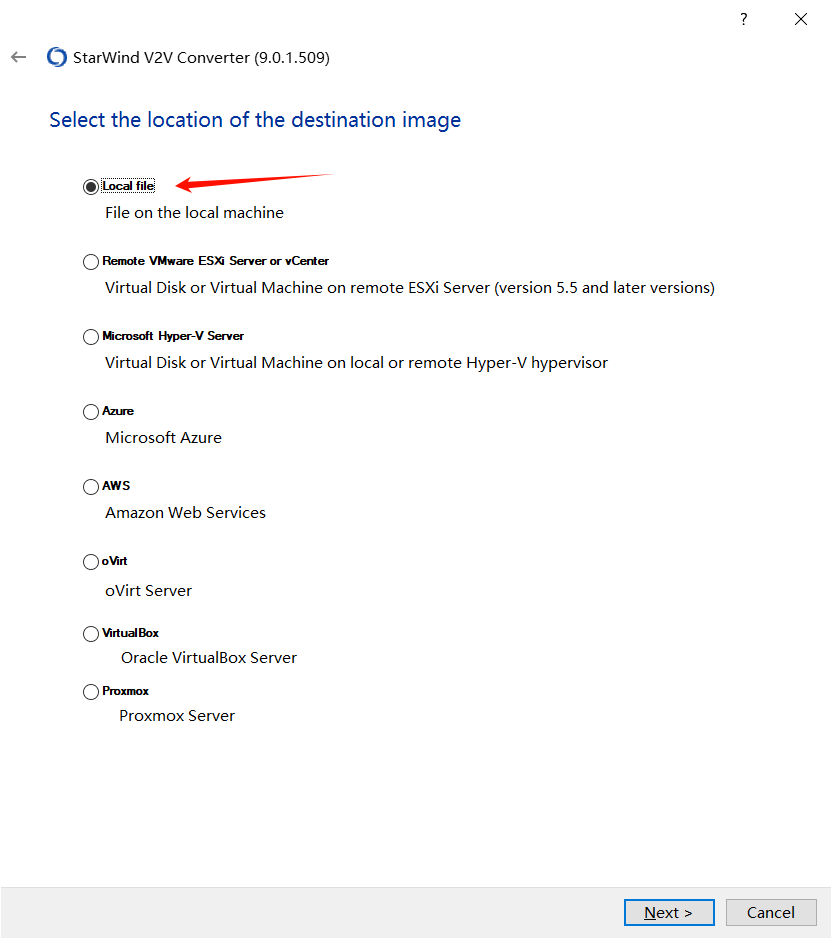 ?
StarWind V2V Converter (9.0.1.509)
Select the location of the destination image
Local file
File on the local machine
Remote VMware ESXi Server or vCenter
Virtual Disk or Virtual Machine on remote ESXi Server (version 5.5 and later versions)
Microsoft Hyper-V Server
Virtual Disk or Virtual Machine on local or remote Hyper-V hypervisor
Azure
Microsoft Azure
AWS
Amazon Web Services
oVirt
oVirt Server
VirtualBox
Oracle VirtualBox Server
Proxmox
Proxmox Server
Next > Cancel